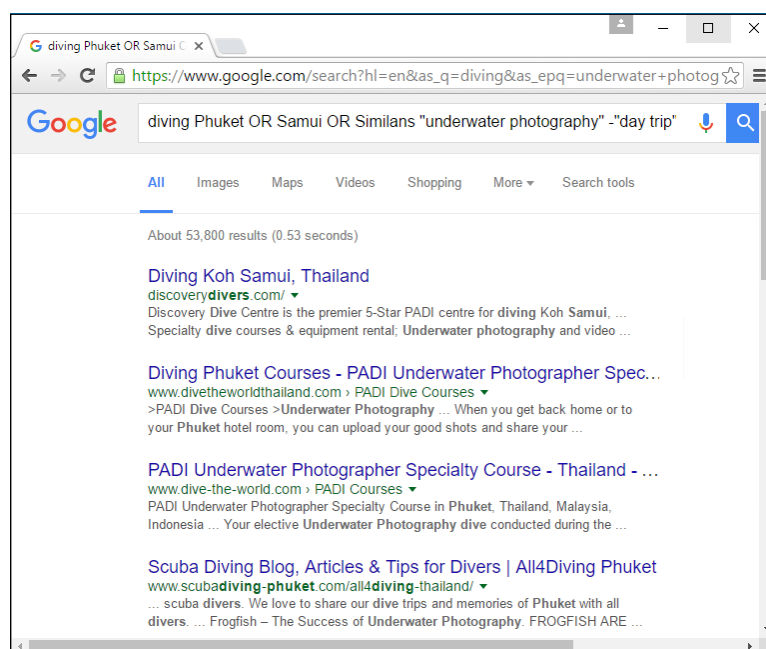 diving Phuket OR Samui O
https://www.google.com/search?hl=en&as_q=diving&as_epq=underwater+photog
Google
diving Phuket OR Samui OR Similans "underwater photography" -"day trip"
All Images Maps Videos Shopping More Search tools
About 53,800 results (0.53 seconds)
Diving Koh Samui, Thailand
discoverydivers.com/
Discovery Dive Centre is the premier 5-Star PADI centre for diving Koh Samui, ...
Specialty dive courses & equipment rental; Underwater photography and video ...
Diving Phuket Courses - PADI Underwater Photographer Spec...
www.divetheworldthailand.com › PADI Dive Courses
>PADI Dive Courses >Underwater Photography ... When you get back home or to
your Phuket hotel room, you can upload your good shots and share your ...
PADI Underwater Photographer Specialty Course - Thailand - ...
www.dive-the-world.com › PADI Courses
PADI Underwater Photographer Specialty Course in Phuket, Thailand, Malaysia,
Indonesia ... Your elective Underwater Photography dive conducted during the ...
Scuba Diving Blog, Articles & Tips for Divers | All4Diving Phuket
www.scubadiving-phuket.com/all4diving-thailand/
... scuba divers. We love to share our dive trips and memories of Phuket with all
divers. ... Frogfish – The Success of Underwater Photography. FROGFISH ARE ...